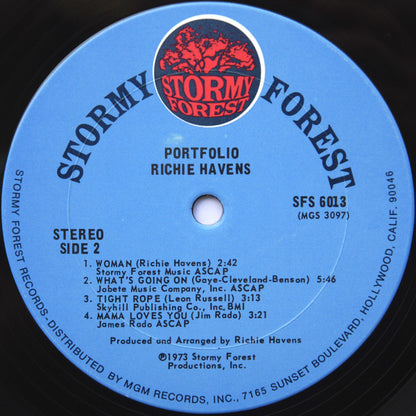 STORMY FOREST
STORMY
FOREST
PORTFOLIO
RICHIE HAVENS
SFS 6013
(MGS 3097)
STEREO
SIDE 2
1. WOMAN (Richie Havens) 2:42
Stormy Forest Music ASCAP
2. WHAT'S GOING ON (Gaye-Cleveland-Benson) 5:46
Jobete Music Company, Inc. ASCAP
3. TIGHT ROPE (Leon Russell) 3:13
Skyhill Publishing Co., Inc, BMI
4. MAMA LOVES YOU (Jim Rado) 3:21
James Rado ASCAP
Produced and Arranged by Richie Havens
Ⓟ1973 Stormy Forest
Productions, Inc.
STORMY FOREST RECORDS, DISTRIBUTED BY MGM RECORDS, INC., 7165 SUNSET BOULEVARD, HOLLYWOOD, CALIF. 90046